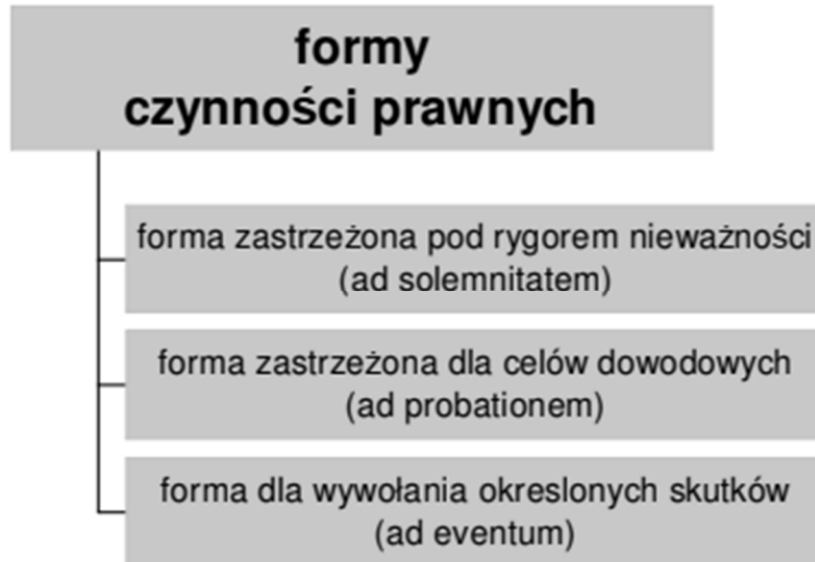 formy
czynności prawnych
forma zastrzeżona pod rygorem nieważności
(ad solemnitatem)
forma zastrzeżona dla celów dowodowych
(ad probationem)
forma dla wywołania okreslonych skutków
(ad eventum)